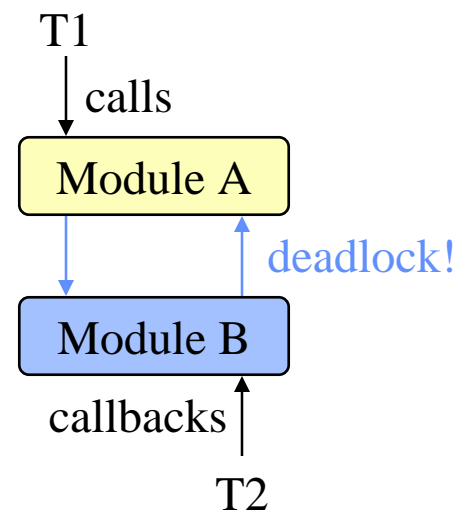 T1
calls
Module A
deadlock!
Module B
callbacks
T2